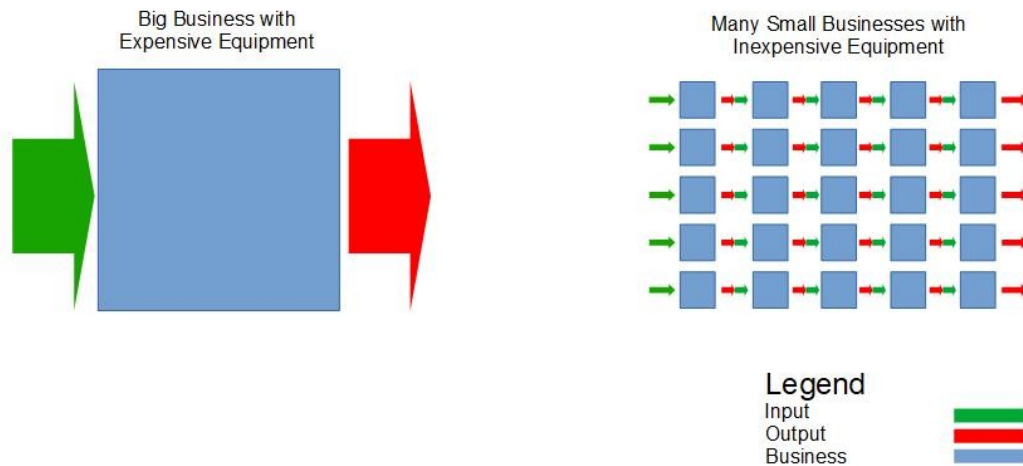 Big Business with
Expensive Equipment
Many Small Businesses with
Inexpensive Equipment
Legend
Input
Output
Business